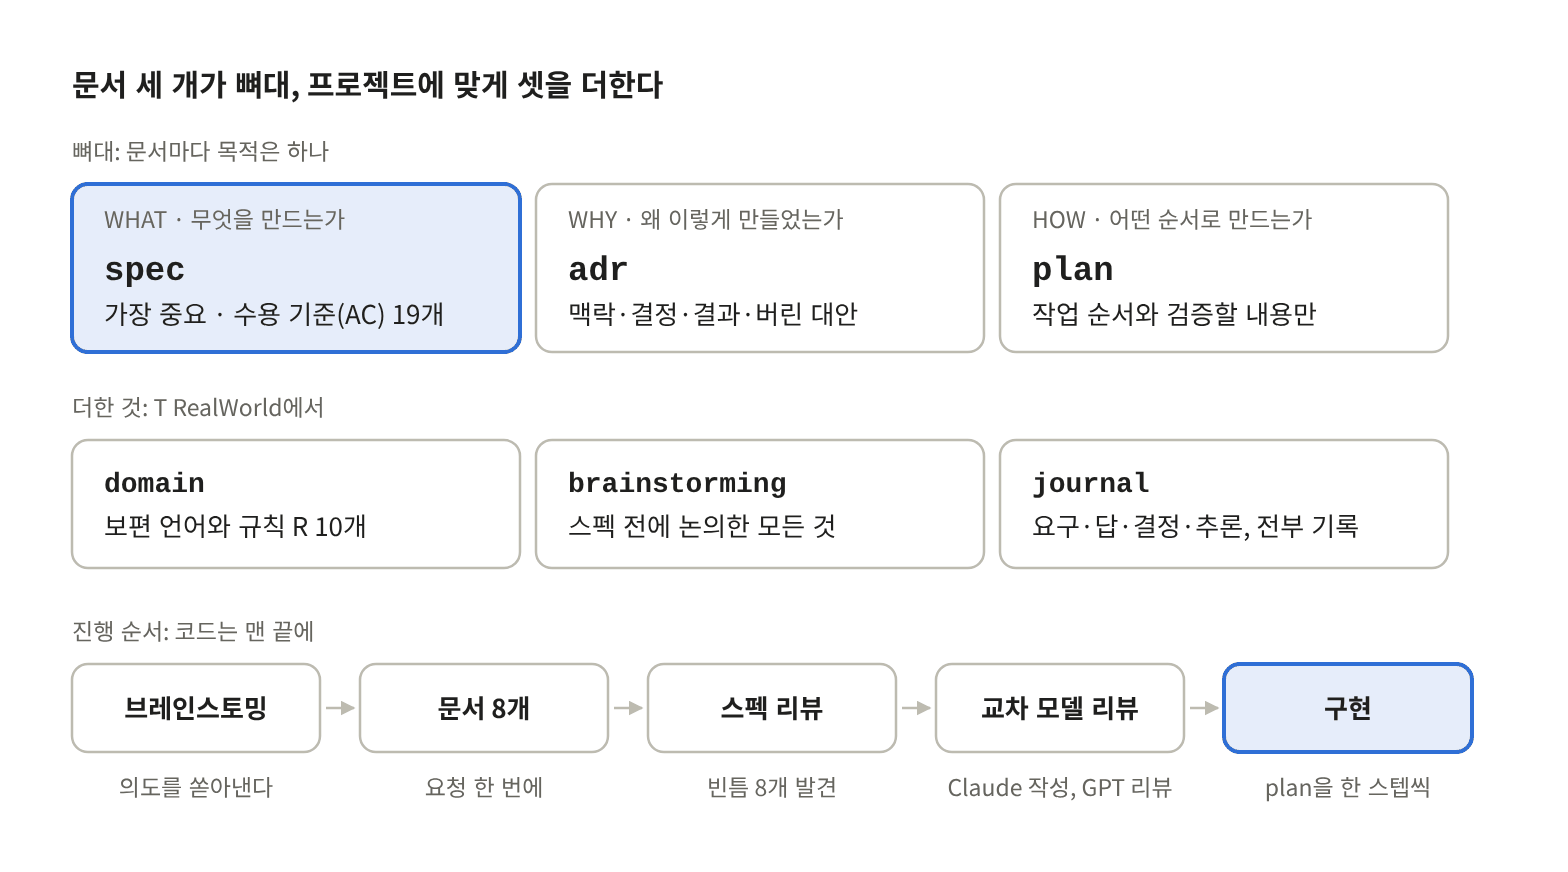 문서 세 개가 뼈대, 프로젝트에 맞게 셋을 더한다
뼈대: 문서마다 목적은 하나
WHAT · 무엇을 만드는가
spec
가장 중요 · 수용 기준(AC) 19개
WHY · 왜 이렇게 만들었는가
adr
맥락·결정·결과·버린 대안
HOW · 어떤 순서로 만드는가
plan
작업 순서와 검증할 내용만
더한 것: T RealWorld에서
domain
보편 언어와 규칙 R 10개
brainstorming
스펙 전에 논의한 모든 것
journal
요구·답·결정·추론, 전부 기록
진행 순서: 코드는 맨 끝에
브레인스토밍
의도를 쏟아낸다
문서 8개
요청 한 번에
스펙 리뷰
빈틈 8개 발견
교차 모델 리뷰
Claude 작성, GPT 리뷰
구현
plan을 한 스텝씩